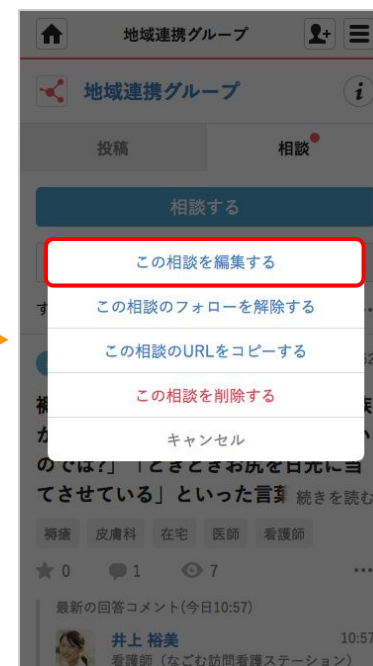 地域連携グループ
地域連携グループ
投稿
相談
相談する
この相談を編集する
この相談のフォローを解除する
この相談のURLをコピーする
この相談を削除する
キャンセル
のでは?」「ときどきお尻を日光に当
てさせている」といった言葉 続きを読む
褥瘡 皮膚科 在宅 医師 看護師
0 1 7
最新の回答コメント(今日10:57)
井上 裕美 10:57
看護師（なごむ訪問看護ステーション）